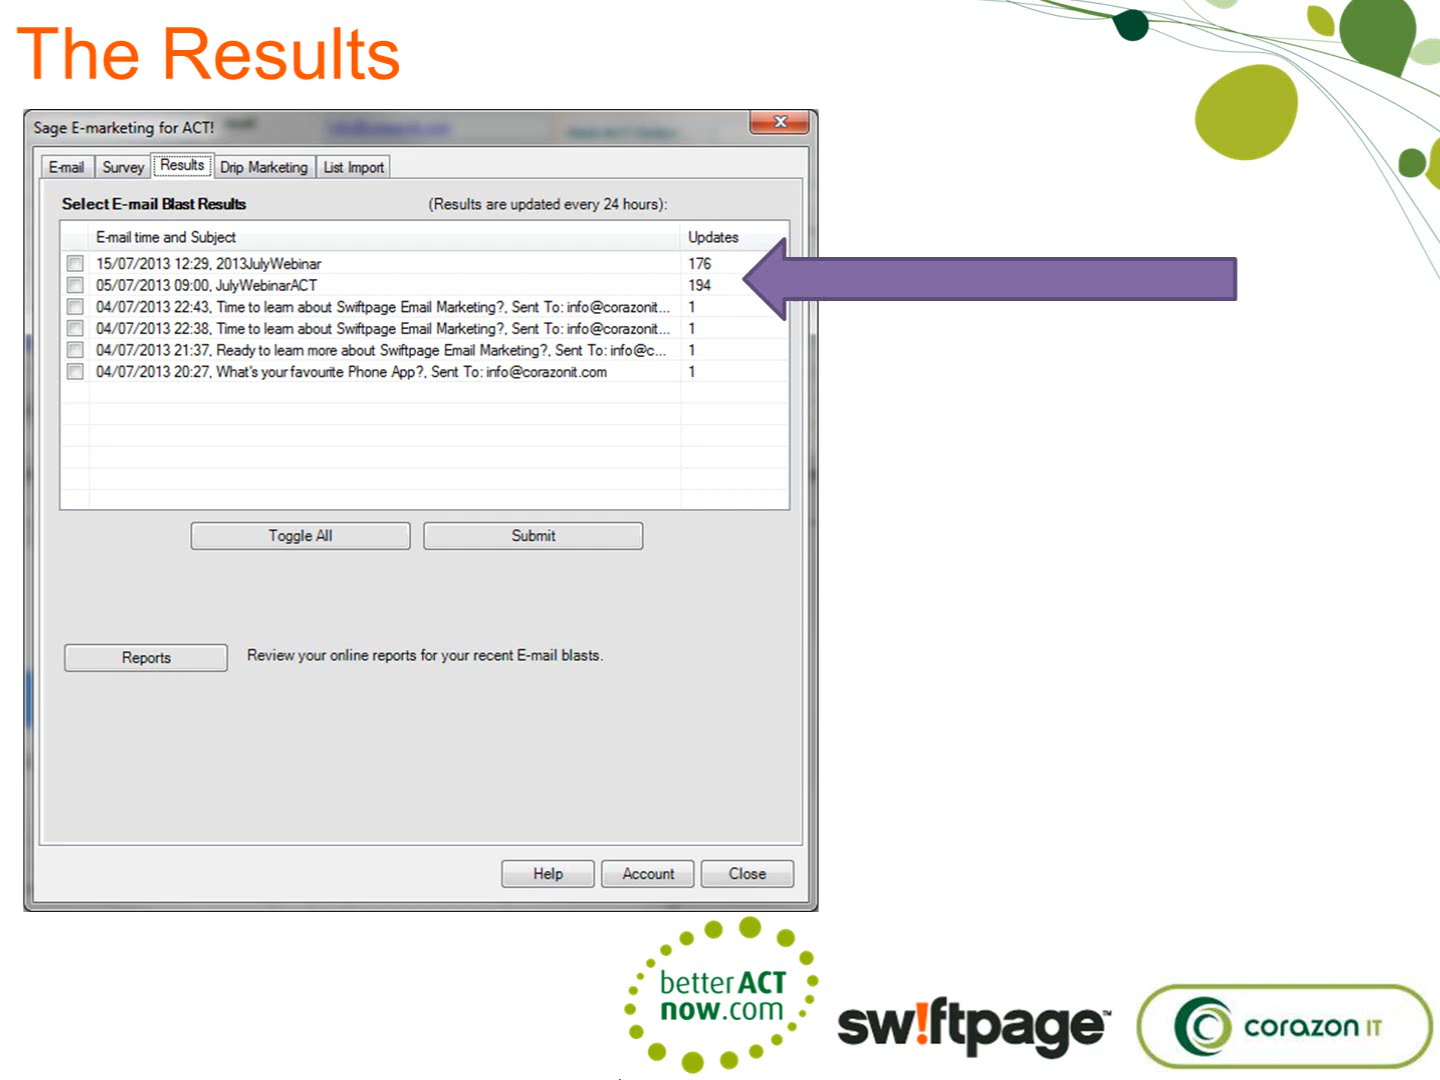 The Results
Sage E-marketing for ACT!
E-mail Survey Results Drip Marketing List Import
Select E-mail Blast Results (Results are updated every 24 hours):
E-mail time and Subject Updates
15/07/2013 12:29, 2013JulyWebinar 176
05/07/2013 09:00, JulyWebinarACT 194
04/07/2013 22:43, Time to learn about Swiftpage Email Marketing?, Sent To: info@corazonit... 1
04/07/2013 22:38, Time to learn about Swiftpage Email Marketing?, Sent To: info@corazonit... 1
04/07/2013 21:37, Ready to learn more about Swiftpage Email Marketing?, Sent To: info@c... 1
04/07/2013 20:27, What's your favourite Phone App?, Sent To: info@corazonit.com 1
Toggle All Submit
Reports Review your online reports for your recent E-mail blasts.
Help Account Close
better ACT
now.com
sw!ftpage™
corazon IT